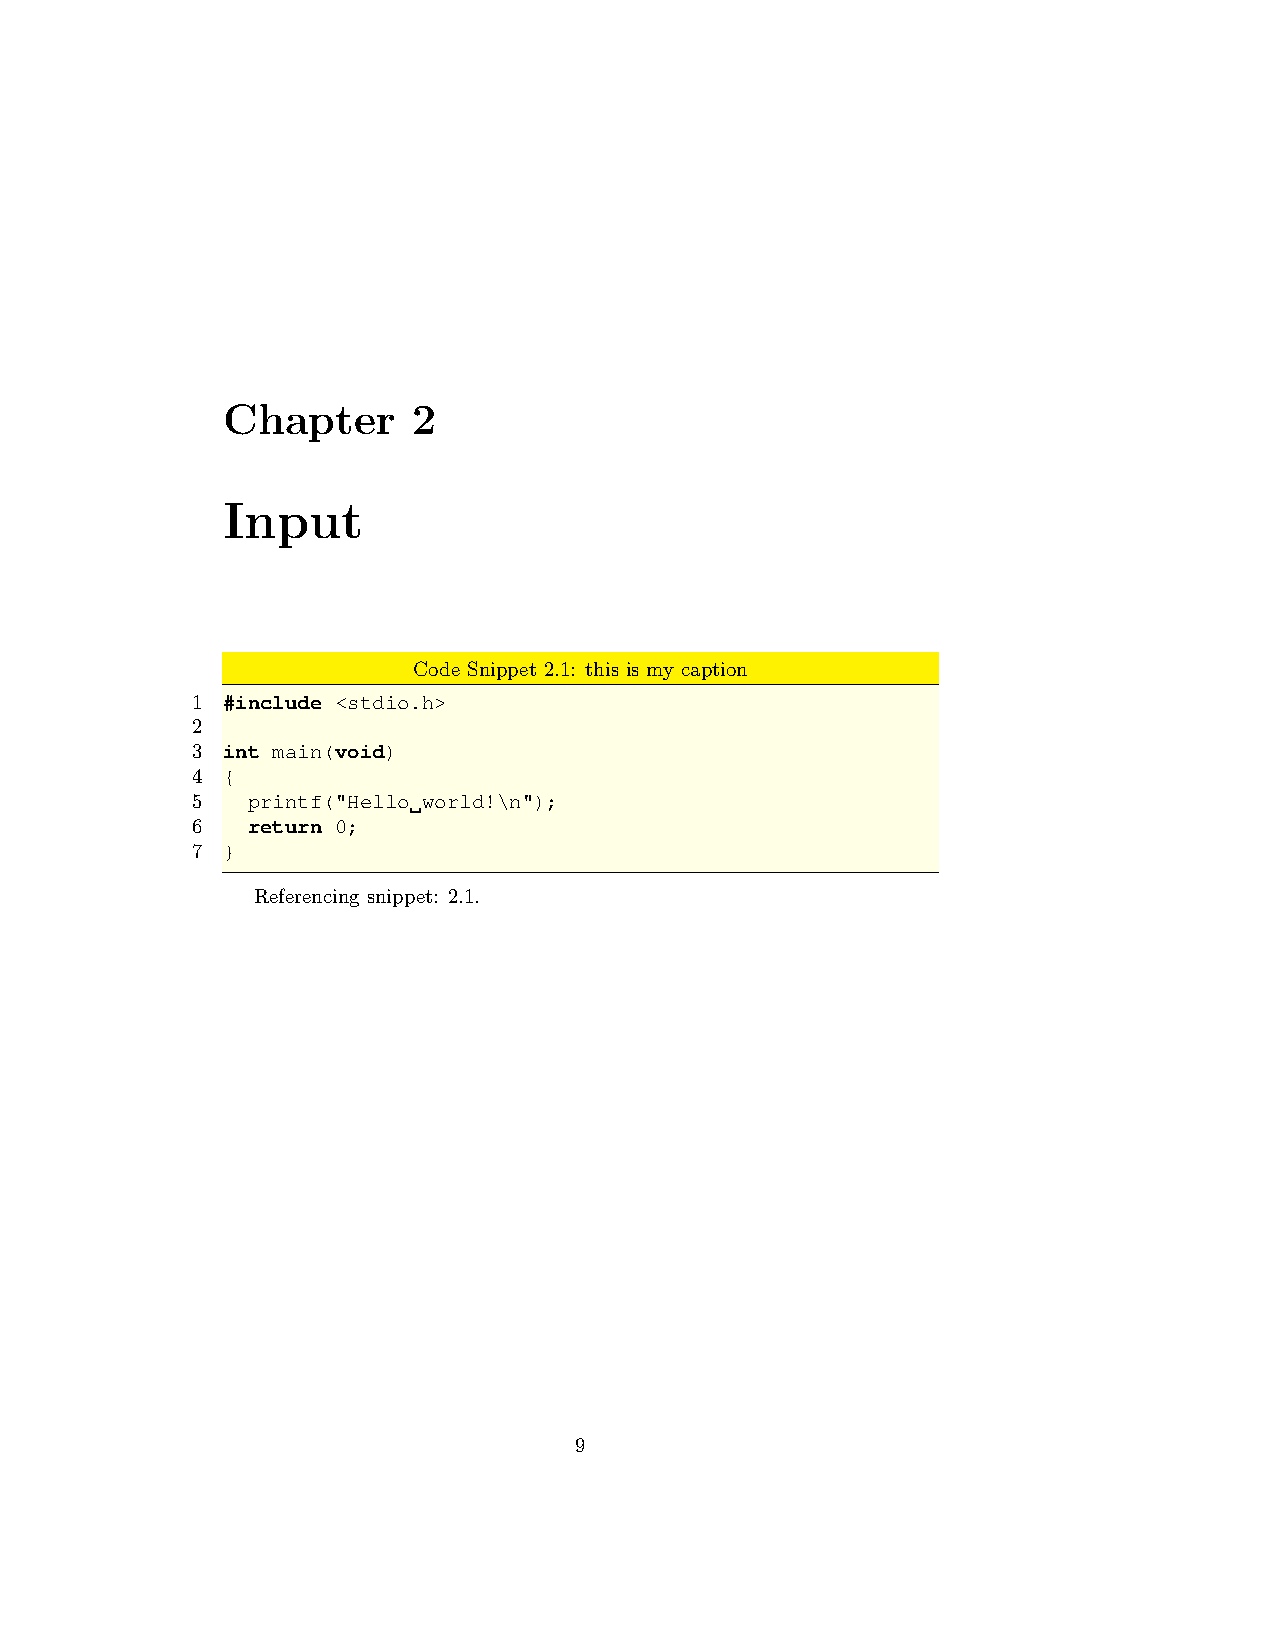 Chapter 2
Input
Code Snippet 2.1: this is my caption
1 #include <stdio.h>
2
3 int main(void)
4 {
5   printf("Hello␣world!\n");
6   return 0;
7 }
Referencing snippet: 2.1.
9